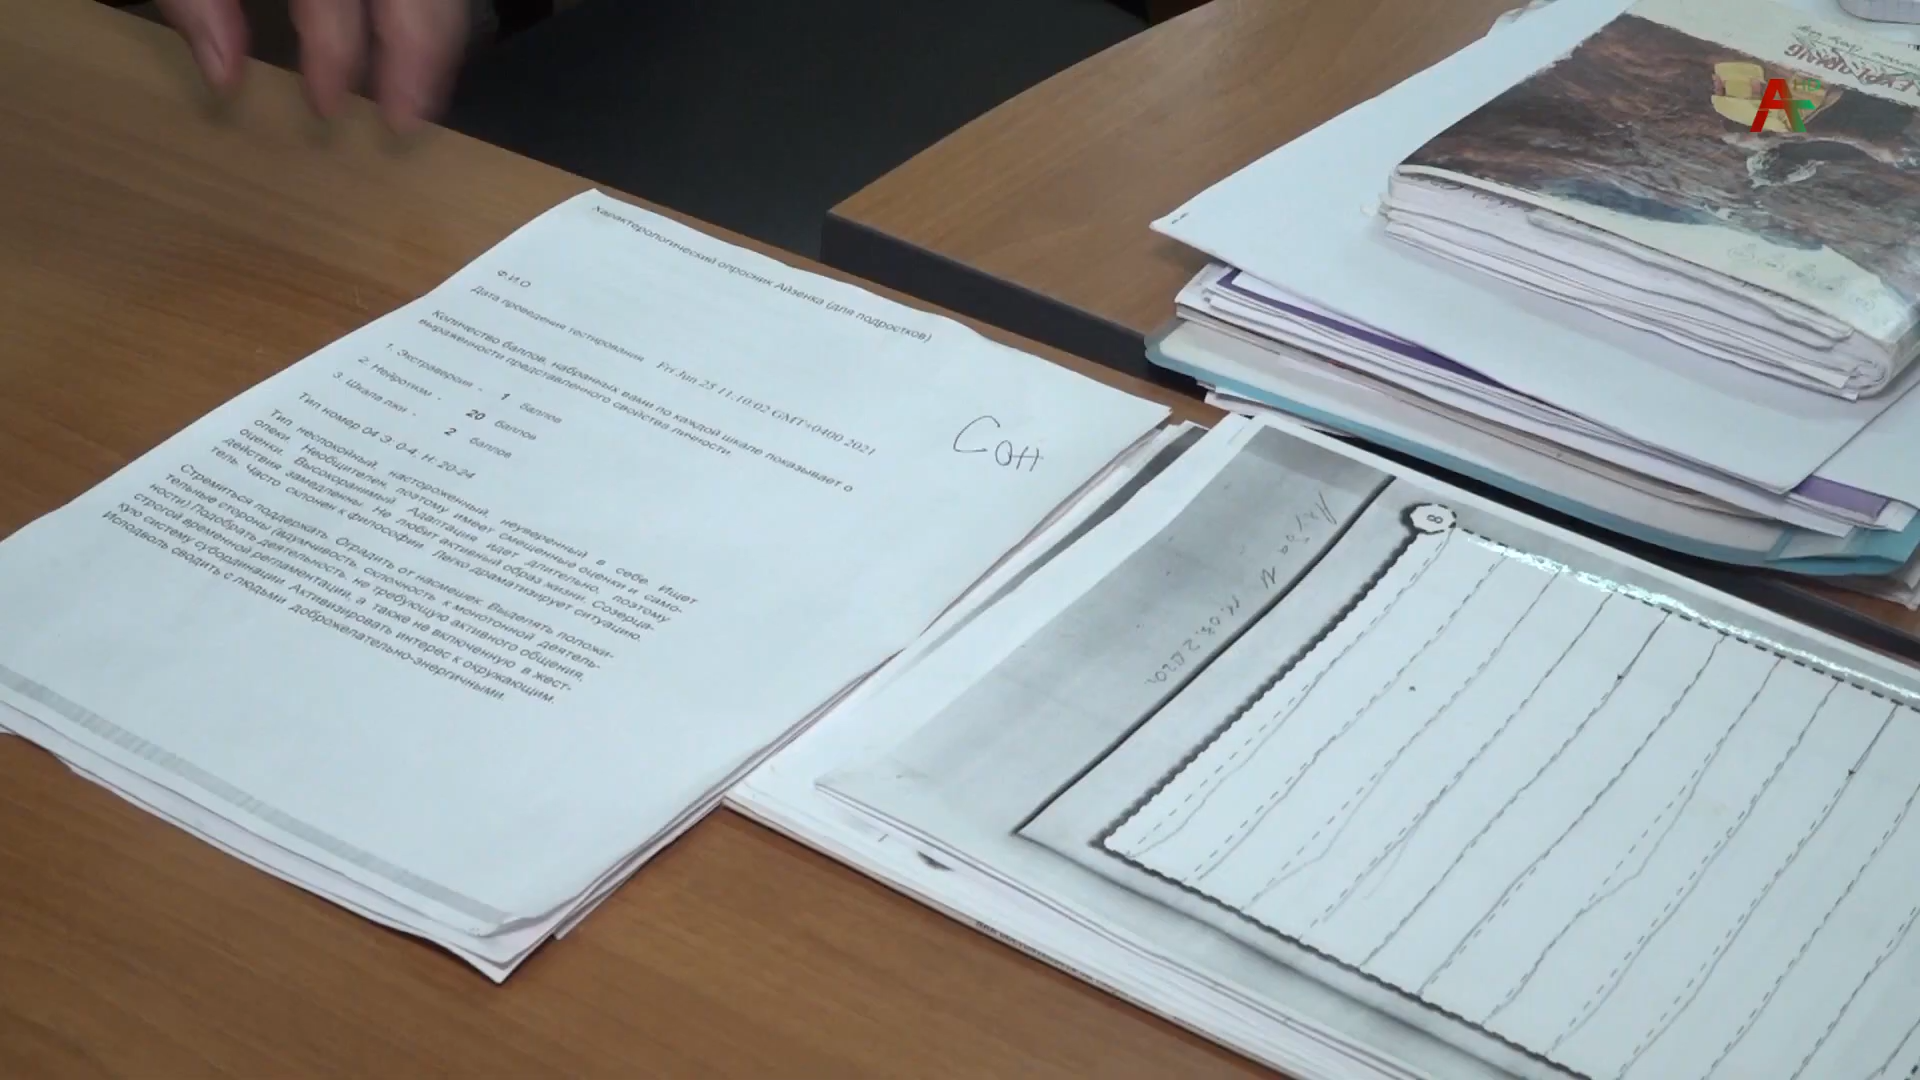 Характерологический опросник Айзенка (для подростков)
Ф.И.О
Дата проведения тестирования Fri Jun 25 11:10:02 GMT+0400 2021
Количество баллов, набранных вами по каждой шкале показывает о
выраженности представленного свойства личности.
1. Экстраверсия - 1 баллов
2. Нейротизм - 20 баллов
3. Шкала лжи - 2 баллов
Тип номер 04 Э: 0-4, Н: 20-24
Тип неспокойный, настороженный, неуверенный в себе. Ищет
опеки. Необщителен, поэтому имеет смещенные оценки и само-
оценки. Высокоранимый. Адаптация идет длительно, поэтому
действия замедленны. Не любит активный образ жизни. Созерца-
тель. Часто склонен к философии. Легко драматизирует ситуацию.
Стремиться поддержать. Оградить от насмешек. Выделять положи-
тельные стороны (вдумчивость, склочность к монотонной деятель-
ности) Подобрать деятельность, не требующую активного общения,
строгой временной регламентации, а также не включенную в жест-
кую систему субординации. Активизировать интерес к окружающим.
Исподволь сводить с людьми доброжелательно-энергичными.
Сон
8
EXPLORING